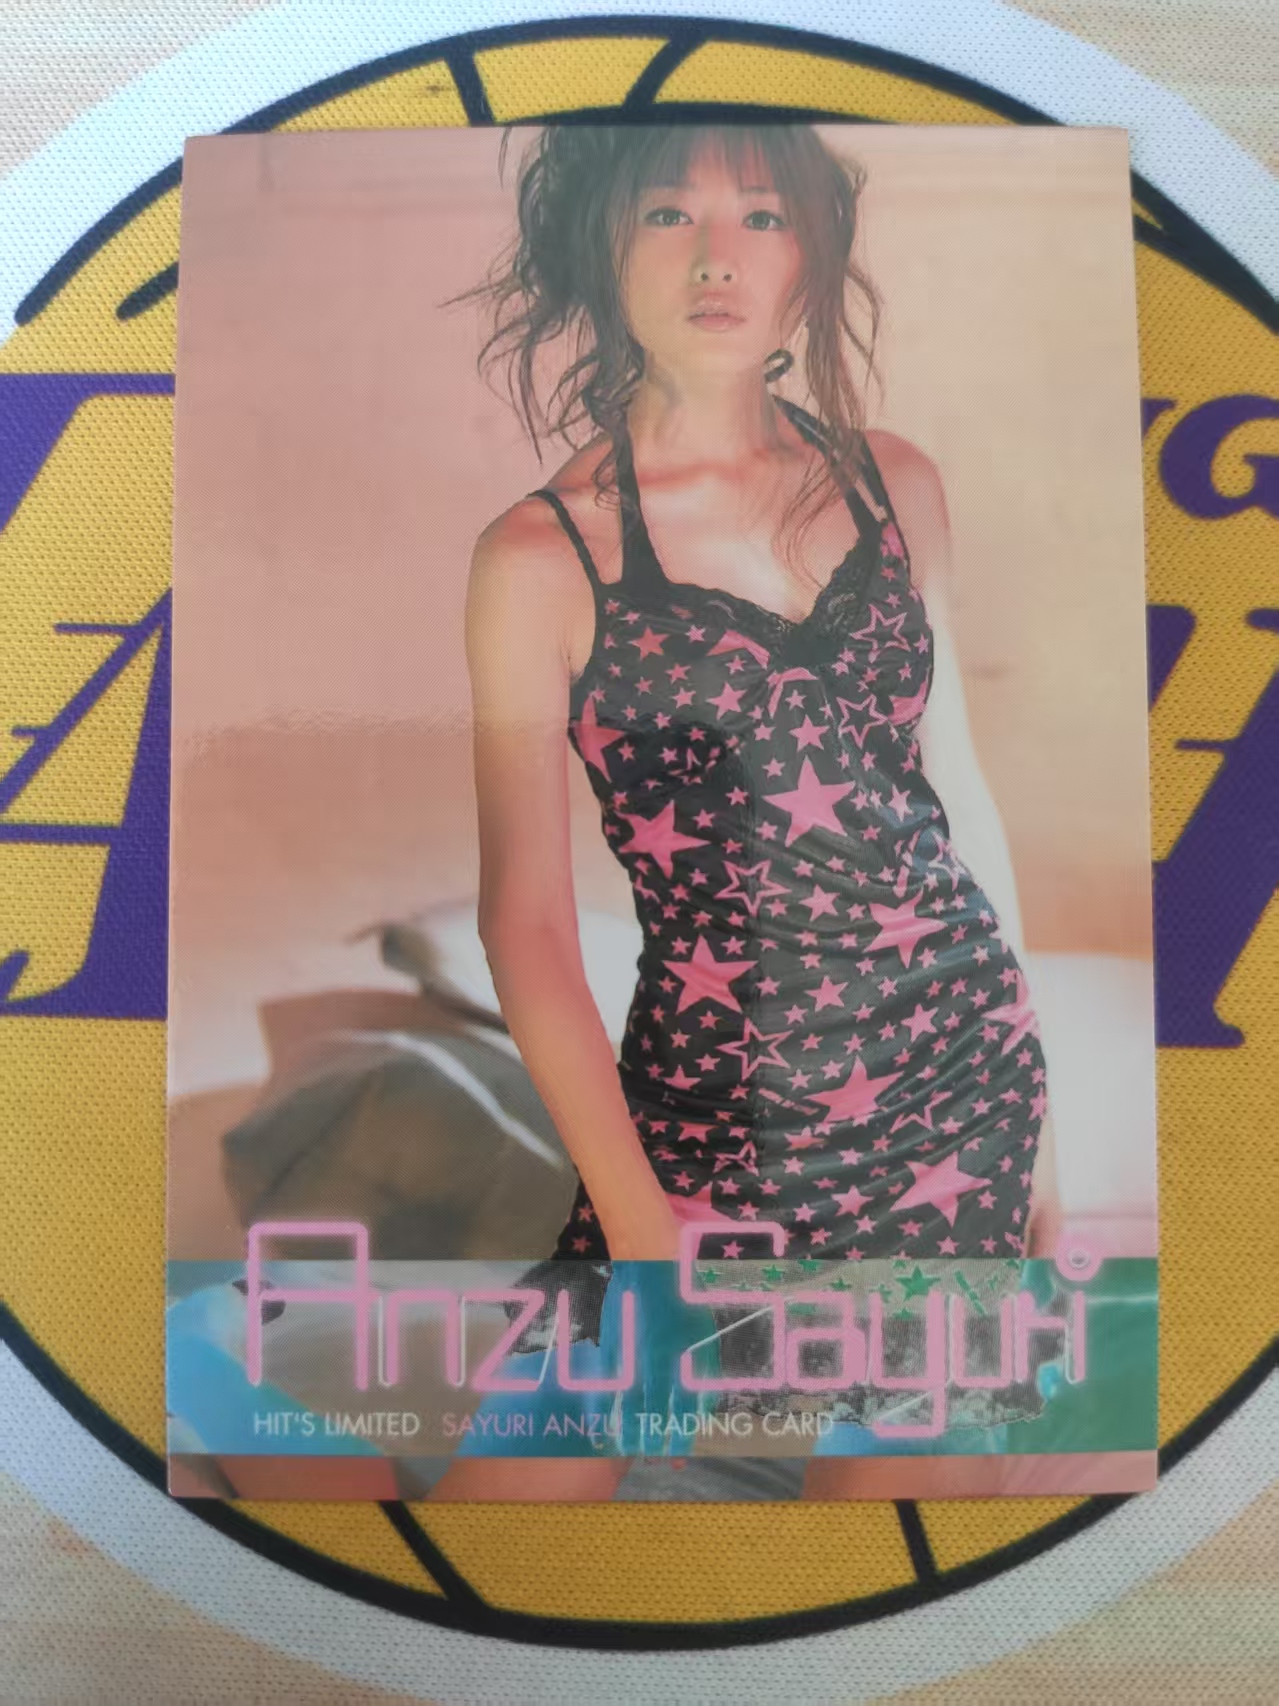 Anzu Sayuri
HIT'S LIMITED SAYURI ANZU TRADING CARD